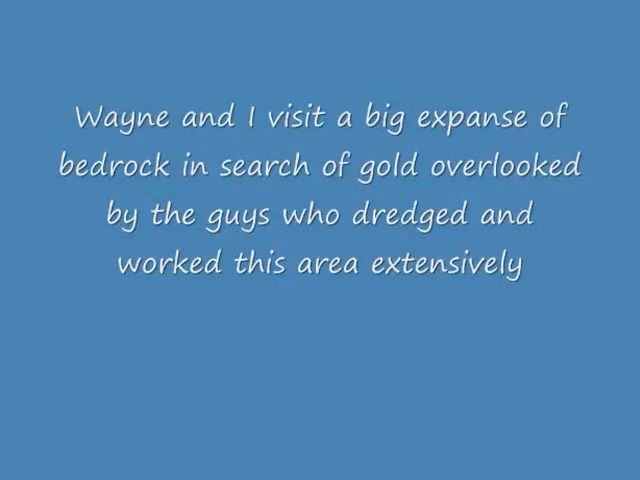 Wayne and I visit a big expanse of
bedrock in search of gold overlooked
by the guys who dredged and
worked this area extensively